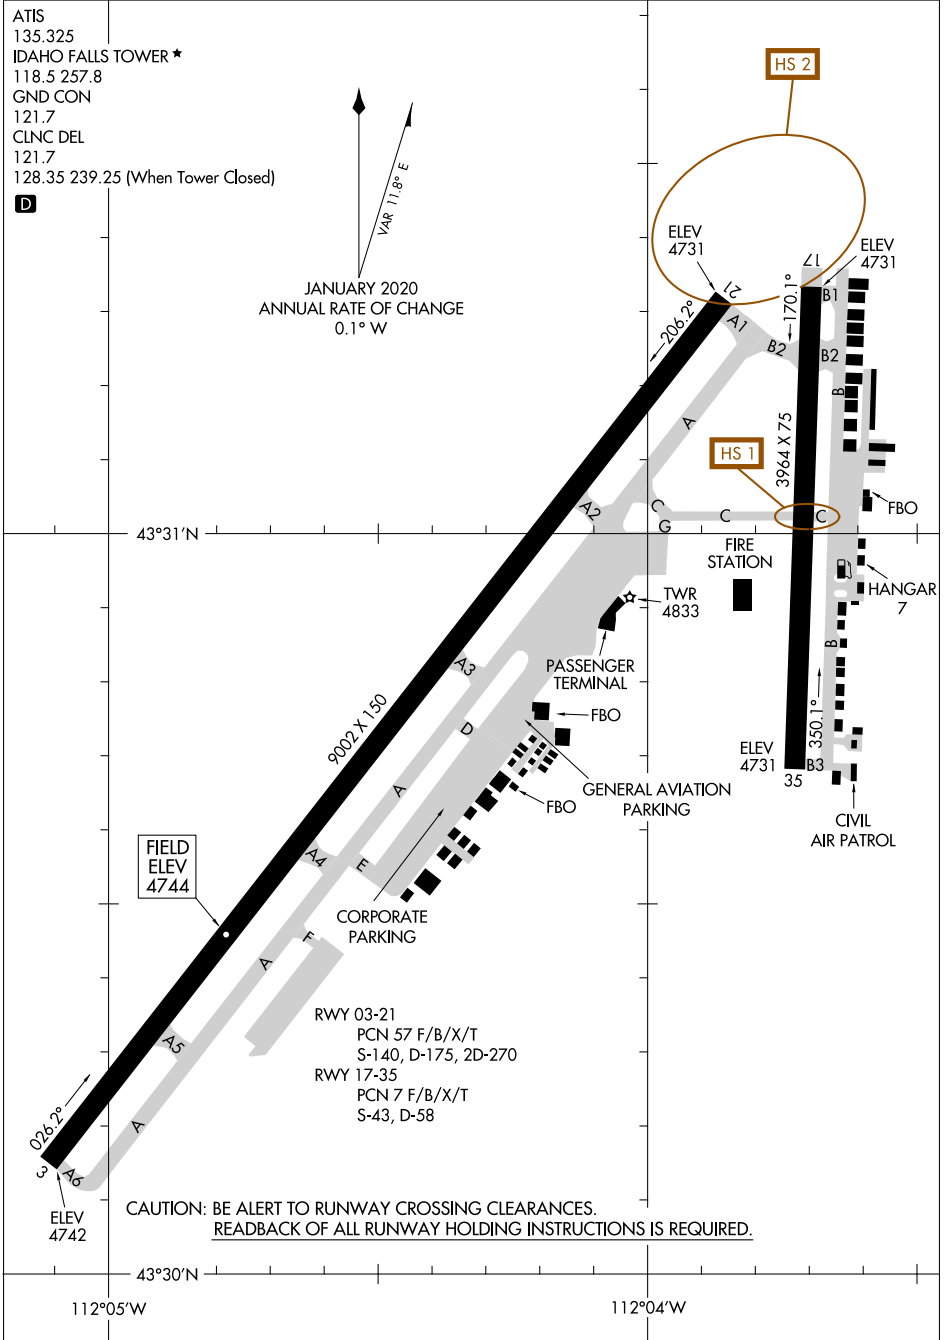 ATIS
135.325
IDAHO FALLS TOWER★
118.5 257.8
GND CON
121.7
CLNC DEL
121.7
128.35 239.25 (When Tower Closed)
D
VAR 11.8° E
JANUARY 2020
ANNUAL RATE OF CHANGE
0.1° W
HS 2
ELEV
4731
ELEV
4731
21
17
206.2°
170.1°
A1
B1
B2
B2
B
A
3964 X 75
HS 1
A2
C
G
C
C
FBO
43°31'N
FIRE
STATION
TWR
4833
HANGAR
7
PASSENGER
TERMINAL
A3
B
9002 X 150
D
FBO
350.1°
ELEV
4731
35
B3
A
GENERAL AVIATION
PARKING
FBO
CIVIL
AIR PATROL
FIELD
ELEV
4744
A4
E
CORPORATE
PARKING
F
A
RWY 03-21
PCN 57 F/B/X/T
S-140, D-175, 2D-270
RWY 17-35
PCN 7 F/B/X/T
S-43, D-58
A5
026.2°
A
3
A6
ELEV
4742
CAUTION: BE ALERT TO RUNWAY CROSSING CLEARANCES.
READBACK OF ALL RUNWAY HOLDING INSTRUCTIONS IS REQUIRED.
43°30'N
112°05'W
112°04'W